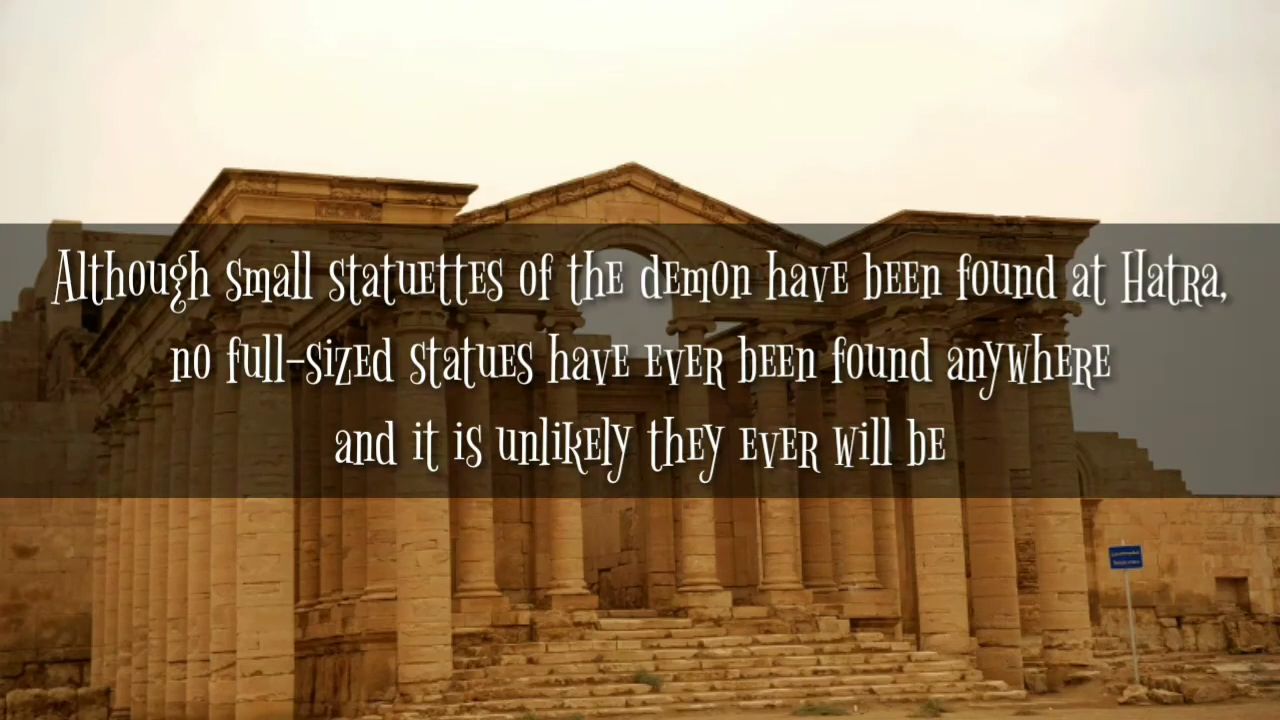 Although small statuettes of the demon have been found at Hatra,
no full-sized statues have ever been found anywhere
and it is unlikely they ever will be